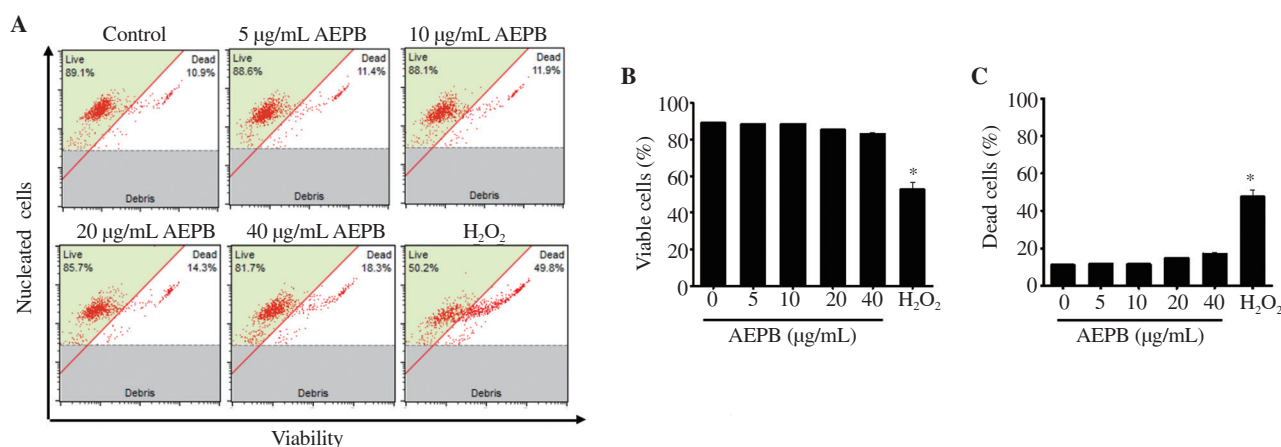 A
Control
5 µg/mL AEPB
10 µg/mL AEPB
Live
89.1%
Dead
10.9%
Debris
Live
88.6%
Dead
11.4%
Debris
Live
88.1%
Dead
11.9%
Debris
20 µg/mL AEPB
40 µg/mL AEPB
H₂O₂
Live
85.7%
Dead
14.3%
Debris
Live
81.7%
Dead
18.3%
Debris
Live
50.2%
Dead
49.8%
Debris
Nucleated cells
Viability
B
Viable cells (%)
100
80
60
40
20
0
*
0 5 10 20 40 H₂O₂
AEPB (µg/mL)
C
Dead cells (%)
100
80
60
40
20
0
*
0 5 10 20 40 H₂O₂
AEPB (µg/mL)